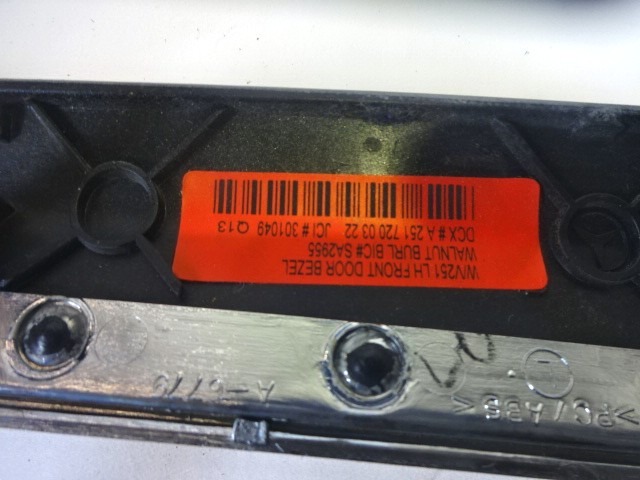 WV251 LH FRONT DOOR BEZEL
WALNUT BURL BIC# SA2955
DCX # A 251 720 03 22 JCI # 301049 Q13
>PC/ABS<